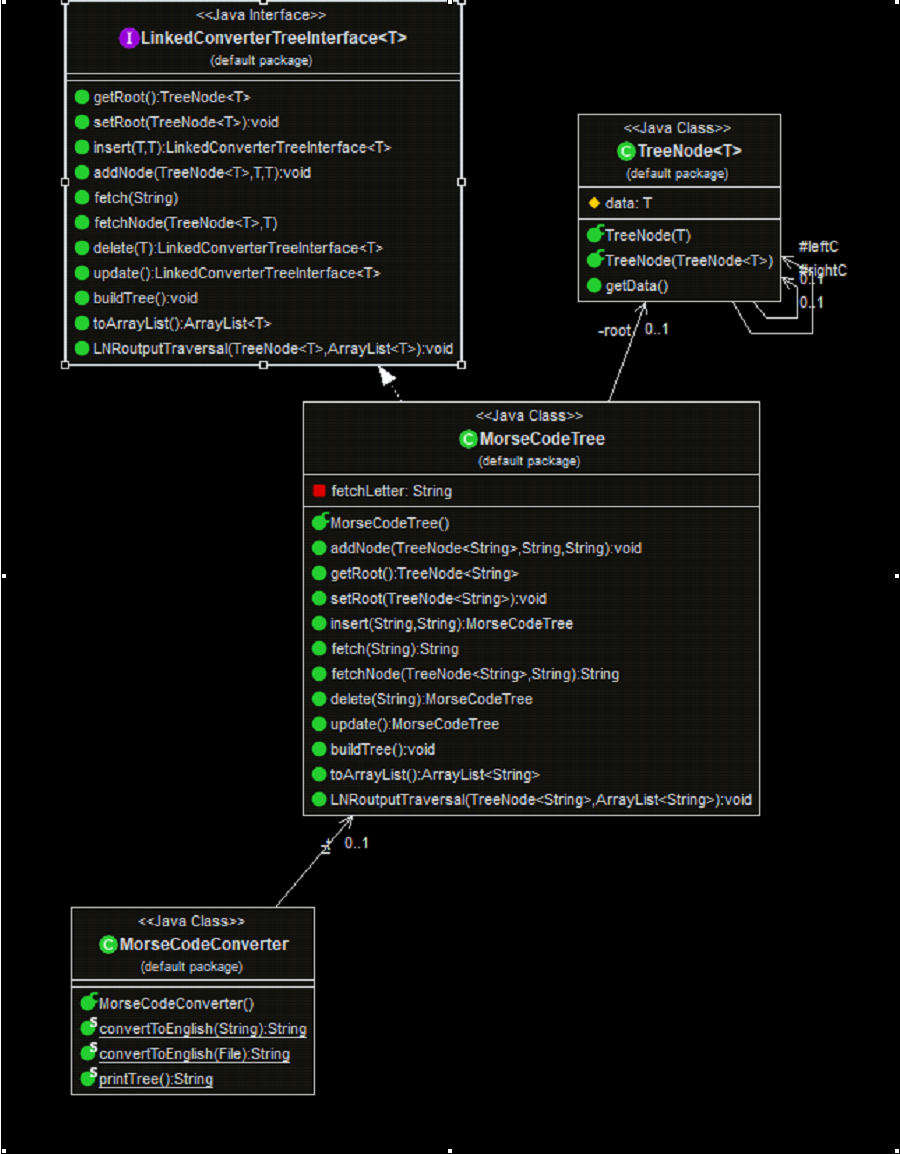 <<Java Interface>>
I LinkedConverterTreeInterface<T>
(default package)
getRoot():TreeNode<T>
setRoot(TreeNode<T>):void
insert(T,T):LinkedConverterTreeInterface<T>
addNode(TreeNode<T>,T,T):void
fetch(String)
fetchNode(TreeNode<T>,T)
delete(T):LinkedConverterTreeInterface<T>
update():LinkedConverterTreeInterface<T>
buildTree():void
toArrayList():ArrayList<T>
LNRoutputTraversal(TreeNode<T>,ArrayList<T>):void
<<Java Class>>
C TreeNode<T>
(default package)
data: T
TreeNode(T)
TreeNode(TreeNode<T>)
getData()
#leftC
#rightC
0..1
0..1
-root
0..1
<<Java Class>>
C MorseCodeTree
(default package)
fetchLetter: String
MorseCodeTree()
addNode(TreeNode<String>,String,String):void
getRoot():TreeNode<String>
setRoot(TreeNode<String>):void
insert(String,String):MorseCodeTree
fetch(String):String
fetchNode(TreeNode<String>,String):String
delete(String):MorseCodeTree
update():MorseCodeTree
buildTree():void
toArrayList():ArrayList<String>
LNRoutputTraversal(TreeNode<String>,ArrayList<String>):void
0..1
<<Java Class>>
C MorseCodeConverter
(default package)
MorseCodeConverter()
S convertToEnglish(String):String
S convertToEnglish(File):String
S printTree():String